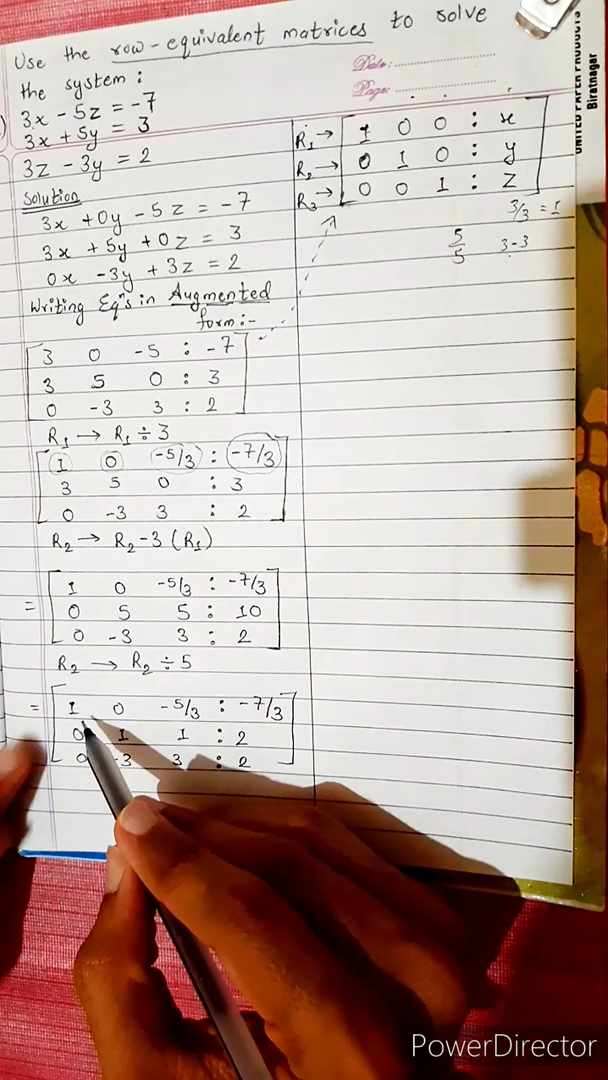 Use the row-equivalent matrices to solve
the system :
3x - 5z = -7
3x + 5y = 3
3z - 3y = 2
Date:
Page:
UNITED PAPER PRODUCTS
Biratnagar
Solution
3x + 0y - 5z = -7
3x + 5y + 0z = 3
0x - 3y + 3z = 2
Writing Eqns in Augmented
form :-
3 0 -5 : -7
3 5 0 : 3
0 -3 3 : 2
R1 → R1 ÷ 3
1 0 -5/3 : -7/3
3 5 0 : 3
0 -3 3 : 2
R2 → R2 - 3 (R1)
= 1 0 -5/3 : -7/3
0 5 5 : 10
0 -3 3 : 2
R2 → R2 ÷ 5
= 1 0 -5/3 : -7/3
0 1 1 : 2
0 -3 3 : 2
R1 → 1 0 0 : x
R2 → 0 1 0 : y
R3 → 0 0 1 : z
3/3 = 1
5/5 3-3
PowerDirector